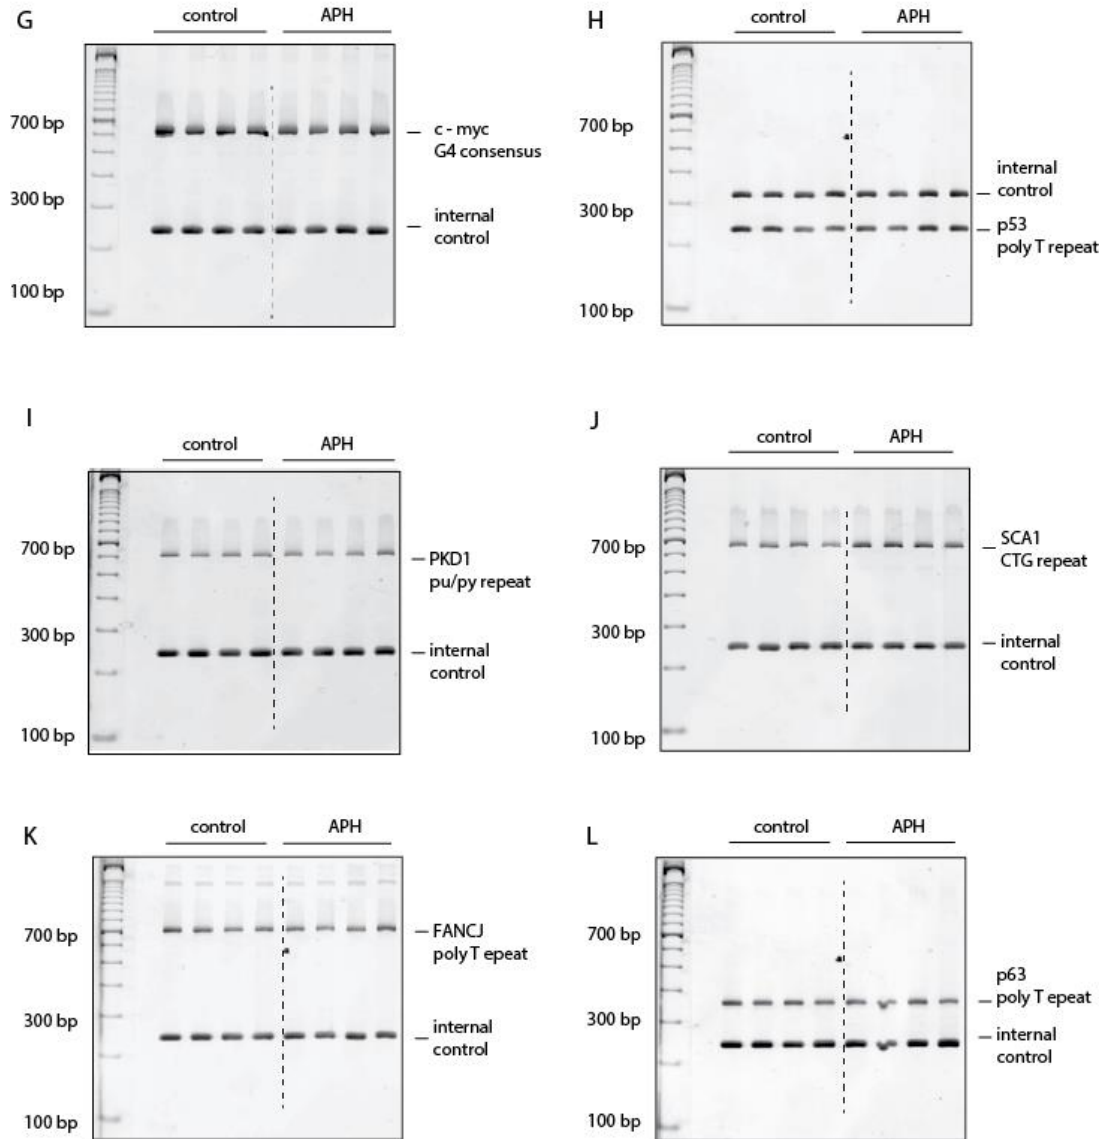 G
control APH
700 bp
c - myc
G4 consensus
300 bp
internal
control
100 bp
H
control APH
700 bp
internal
control
300 bp
p53
poly T repeat
100 bp
I
control APH
700 bp
PKD1
pu/py repeat
300 bp
internal
control
100 bp
J
control APH
700 bp
SCA1
CTG repeat
300 bp
internal
control
100 bp
K
control APH
700 bp
FANCJ
poly T epeat
300 bp
internal
control
100 bp
L
control APH
700 bp
p63
poly T epeat
300 bp
internal
control
100 bp